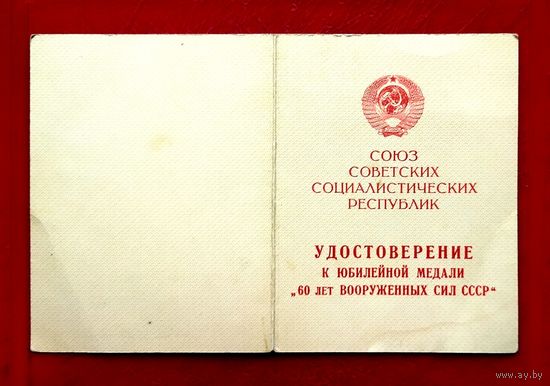 СОЮЗ
СОВЕТСКИХ
СОЦИАЛИСТИЧЕСКИХ
РЕСПУБЛИК
УДОСТОВЕРЕНИЕ
К ЮБИЛЕЙНОЙ МЕДАЛИ
„60 ЛЕТ ВООРУЖЕННЫХ СИЛ СССР“
www.ay.by